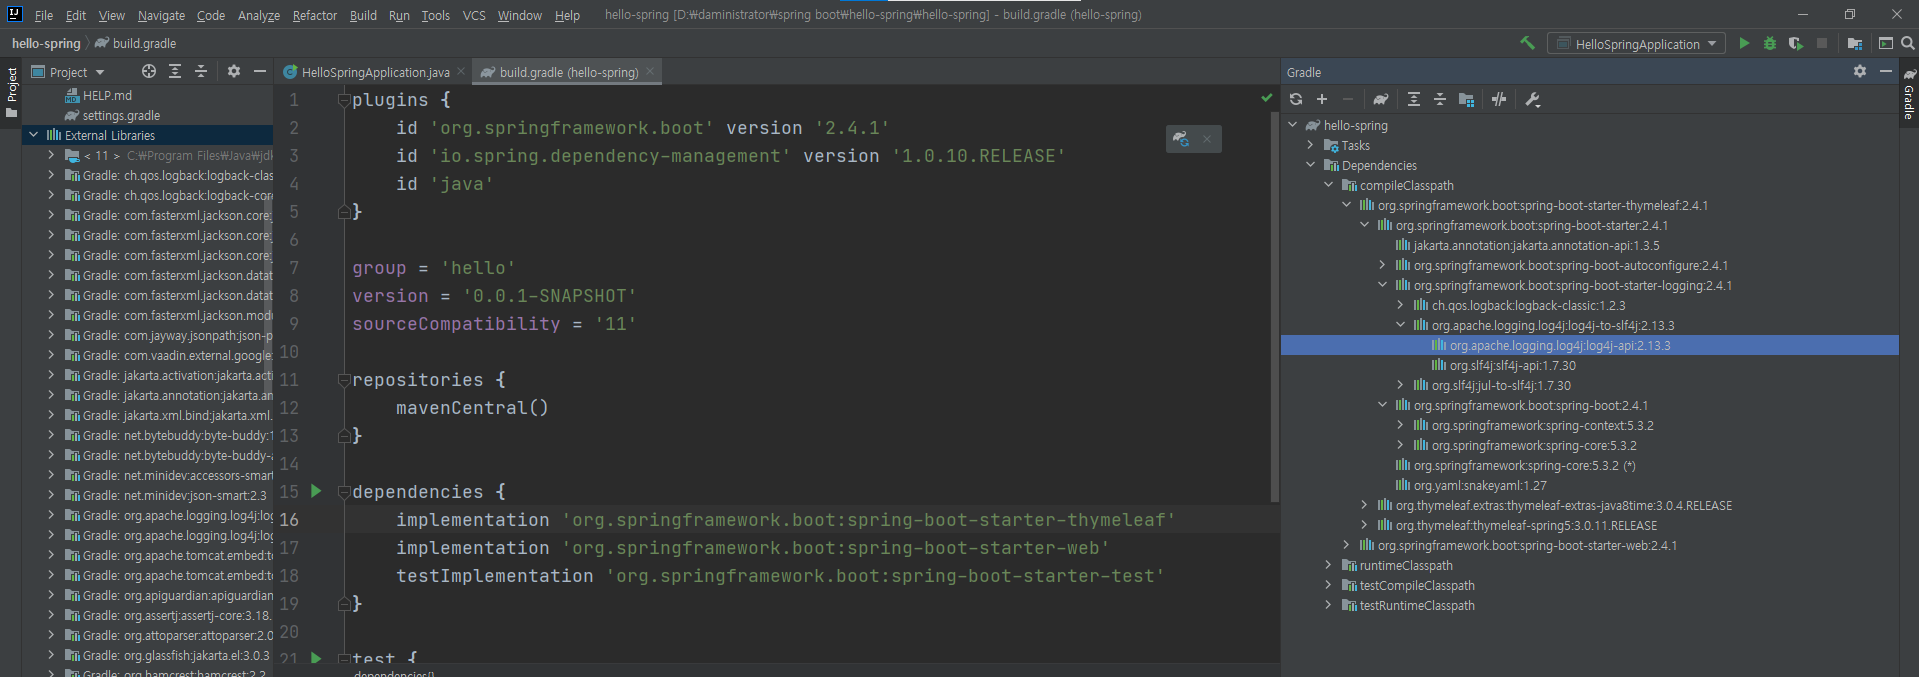 File Edit View Navigate Code Analyze Refactor Build Run Tools VCS Window Help hello-spring [D:₩daministrator₩spring boot₩hello-spring₩hello-spring] - build.gradle (hello-spring)
hello-spring build.gradle HelloSpringApplication
Project
Project
HELP.md
settings.gradle
External Libraries
< 11 > C:₩Program Files₩Java₩jdk
Gradle: ch.qos.logback:logback-clas
Gradle: ch.qos.logback:logback-core
Gradle: com.fasterxml.jackson.core:
Gradle: com.fasterxml.jackson.core:
Gradle: com.fasterxml.jackson.core:
Gradle: com.fasterxml.jackson.datat
Gradle: com.fasterxml.jackson.datat
Gradle: com.fasterxml.jackson.modu
Gradle: com.jayway.jsonpath:json-p
Gradle: com.vaadin.external.google:
Gradle: jakarta.activation:jakarta.acti
Gradle: jakarta.annotation:jakarta.an
Gradle: jakarta.xml.bind:jakarta.xml.
Gradle: net.bytebuddy:byte-buddy:1
Gradle: net.bytebuddy:byte-buddy-a
Gradle: net.minidev:accessors-smart
Gradle: net.minidev:json-smart:2.3
Gradle: org.apache.logging.log4j:log
Gradle: org.apache.logging.log4j:log
Gradle: org.apache.tomcat.embed:to
Gradle: org.apache.tomcat.embed:to
Gradle: org.apiguardian:apiguardian
Gradle: org.assertj:assertj-core:3.18.
Gradle: org.attoparser:attoparser:2.0
Gradle: org.glassfish:jakarta.el:3.0.3
Gradle: org.hamcrest:hamcrest:2.2
HelloSpringApplication.java build.gradle (hello-spring)
1 plugins {
2 id 'org.springframework.boot' version '2.4.1'
3 id 'io.spring.dependency-management' version '1.0.10.RELEASE'
4 id 'java'
5 }
6
7 group = 'hello'
8 version = '0.0.1-SNAPSHOT'
9 sourceCompatibility = '11'
10
11 repositories {
12 mavenCentral()
13 }
14
15 dependencies {
16 implementation 'org.springframework.boot:spring-boot-starter-thymeleaf'
17 implementation 'org.springframework.boot:spring-boot-starter-web'
18 testImplementation 'org.springframework.boot:spring-boot-starter-test'
19 }
20
21 test {
dependencies{}
Gradle
hello-spring
Tasks
Dependencies
compileClasspath
org.springframework.boot:spring-boot-starter-thymeleaf:2.4.1
org.springframework.boot:spring-boot-starter:2.4.1
jakarta.annotation:jakarta.annotation-api:1.3.5
org.springframework.boot:spring-boot-autoconfigure:2.4.1
org.springframework.boot:spring-boot-starter-logging:2.4.1
ch.qos.logback:logback-classic:1.2.3
org.apache.logging.log4j:log4j-to-slf4j:2.13.3
org.apache.logging.log4j:log4j-api:2.13.3
org.slf4j:slf4j-api:1.7.30
org.slf4j:jul-to-slf4j:1.7.30
org.springframework.boot:spring-boot:2.4.1
org.springframework:spring-context:5.3.2
org.springframework:spring-core:5.3.2
org.springframework:spring-core:5.3.2 (*)
org.yaml:snakeyaml:1.27
org.thymeleaf.extras:thymeleaf-extras-java8time:3.0.4.RELEASE
org.thymeleaf:thymeleaf-spring5:3.0.11.RELEASE
org.springframework.boot:spring-boot-starter-web:2.4.1
runtimeClasspath
testCompileClasspath
testRuntimeClasspath
Gradle